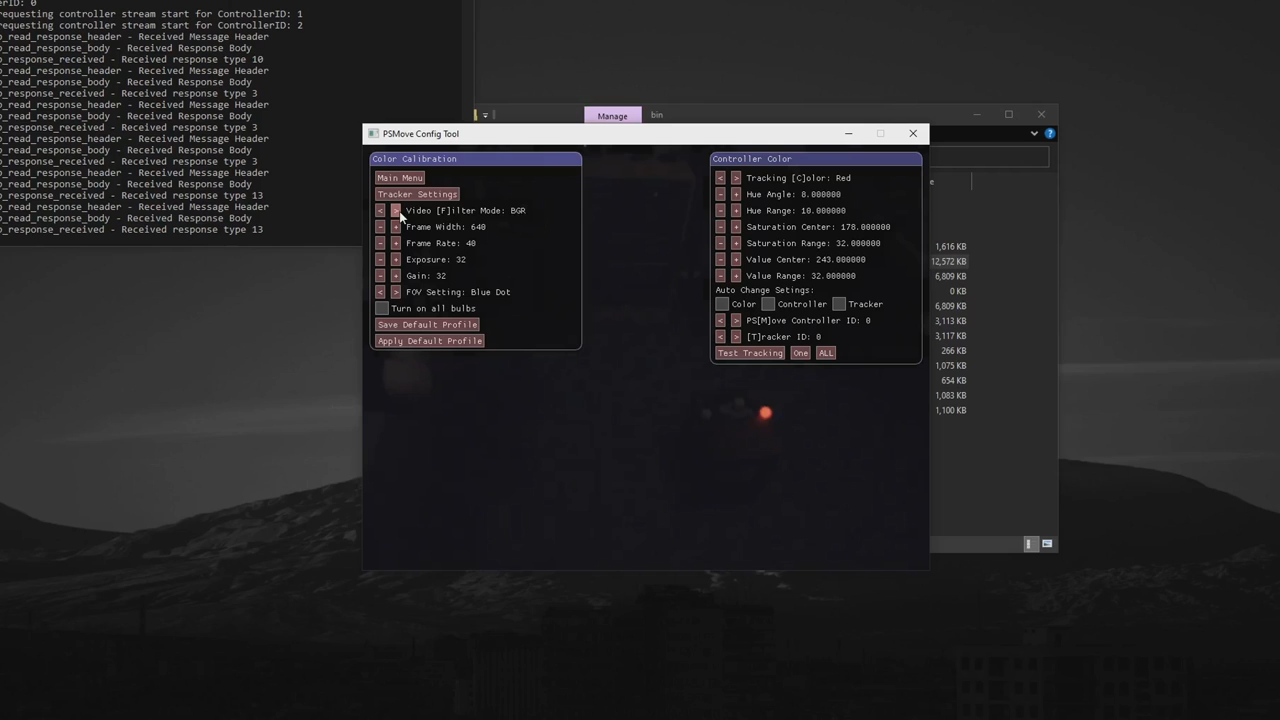 ID: 0
requesting controller stream start for ControllerID: 1
requesting controller stream start for ControllerID: 2
o_read_response_header - Received Message Header
o_read_response_body - Received Response Body
o_read_response_received - Received response type 10
o_read_response_header - Received Message Header
o_read_response_body - Received Response Body
o_read_response_received - Received response type 3
o_read_response_header - Received Message Header
o_read_response_body - Received Response Body
o_read_response_received - Received response type 3
o_read_response_header - Received Message Header
o_read_response_body - Received Response Body
o_read_response_received - Received response type 3
o_read_response_header - Received Message Header
o_read_response_body - Received Response Body
o_read_response_received - Received response type 13
o_read_response_header - Received Message Header
o_read_response_body - Received Response Body
o_read_response_received - Received response type 13
Manage bin
PSMove Config Tool
Color Calibration
Main Menu
Tracker Settings
< > Video [F]ilter Mode: BGR
- + Frame Width: 640
- + Frame Rate: 40
- + Exposure: 32
- + Gain: 32
< > FOV Setting: Blue Dot
Turn on all bulbs
Save Default Profile
Apply Default Profile
Controller Color
< > Tracking [C]olor: Red
- + Hue Angle: 8.000000
- + Hue Range: 10.000000
- + Saturation Center: 178.000000
- + Saturation Range: 32.000000
- + Value Center: 243.000000
- + Value Range: 32.000000
Auto Change Setings:
Color Controller Tracker
< > PS[M]ove Controller ID: 0
< > [T]racker ID: 0
Test Tracking One ALL
e
1,616 KB
12,572 KB
6,809 KB
0 KB
6,809 KB
3,113 KB
3,117 KB
266 KB
1,075 KB
654 KB
1,083 KB
1,100 KB